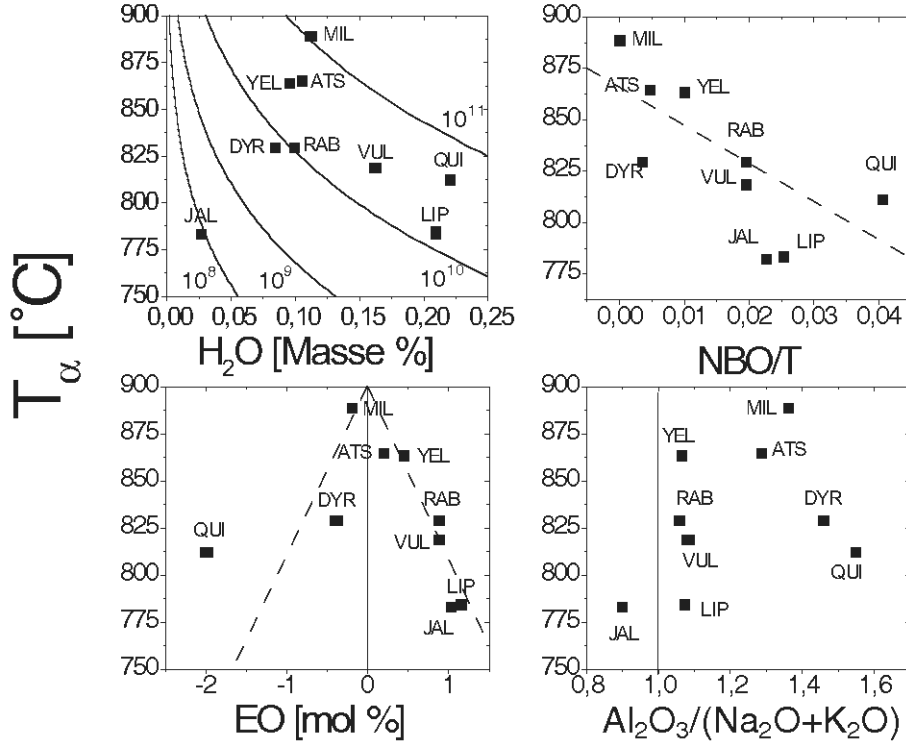 T_α [°C]
900
875
850
825
800
775
750
MIL
YEL
ATS
10¹¹
DYR
RAB
VUL
QUI
JAL
LIP
10⁸
10⁹
10¹⁰
0,00 0,05 0,10 0,15 0,20 0,25
H₂O [Masse %]
900
875
850
825
800
775
MIL
ATS
YEL
RAB
DYR
VUL
QUI
JAL
LIP
0,00 0,01 0,02 0,03 0,04
NBO/T
900
875
850
825
800
775
750
MIL
ATS
YEL
DYR
RAB
QUI
VUL
LIP
JAL
-2 -1 0 1
EO [mol %]
900
875
850
825
800
775
750
MIL
YEL
ATS
RAB
DYR
VUL
QUI
LIP
JAL
0,8 1,0 1,2 1,4 1,6
Al₂O₃/(Na₂O+K₂O)